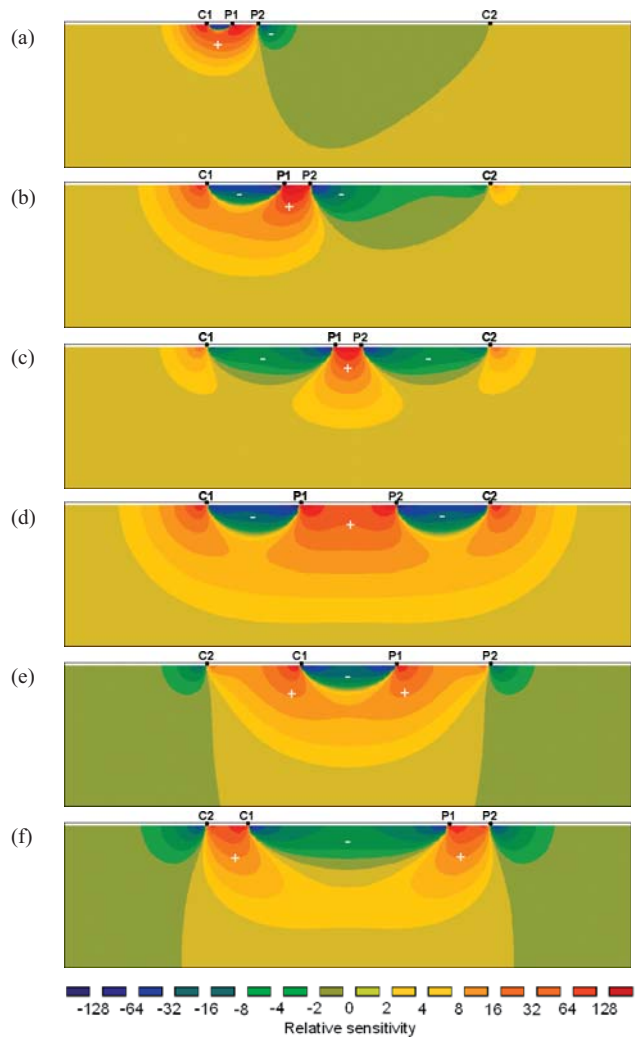 C1 P1 P2 C2
(a)
+ -
C1 P1 P2 C2
(b)
- + -
C1 P1 P2 C2
(c)
- + -
C1 P1 P2 C2
(d)
- + -
C2 C1 P1 P2
(e)
+ - +
C2 C1 P1 P2
(f)
+ - +
-128 -64 -32 -16 -8 -4 -2 0 2 4 8 16 32 64 128
Relative sensitivity